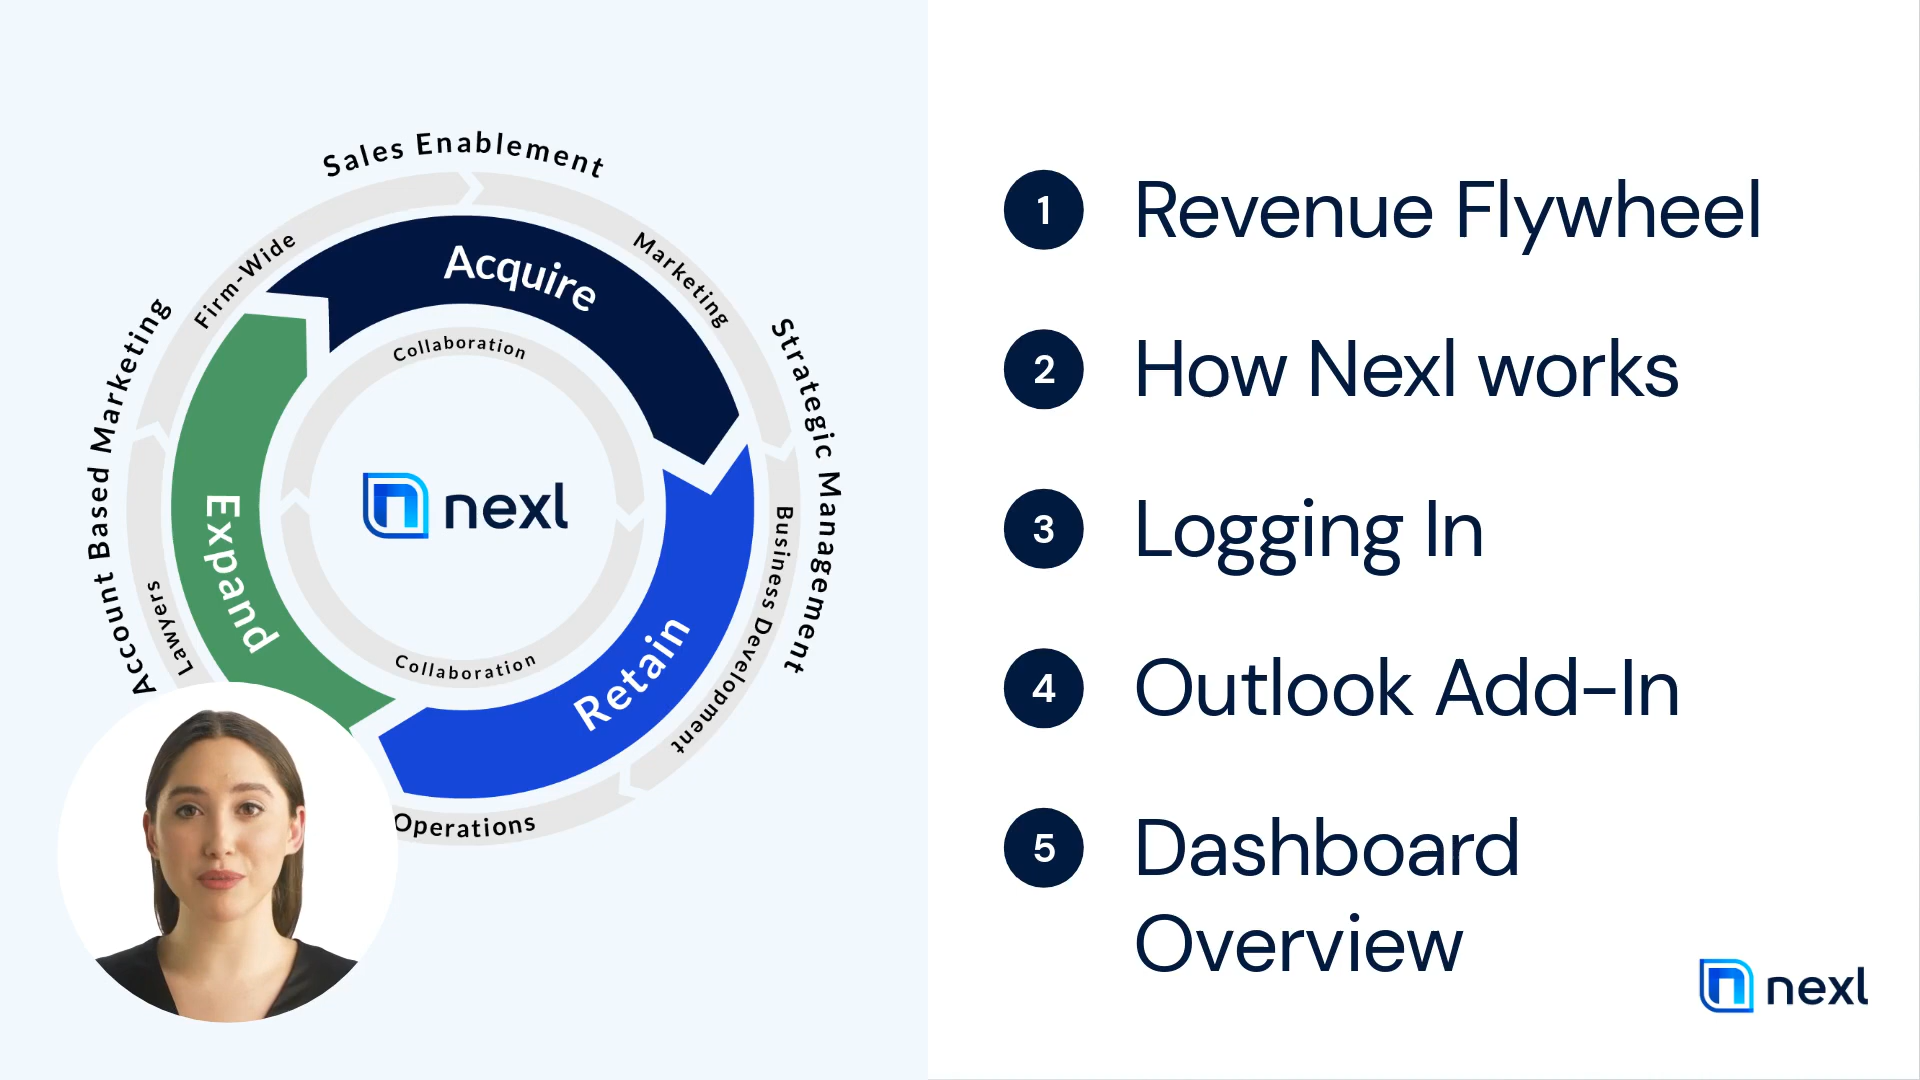 Sales Enablement
Firm-Wide
Marketing
Acquire
Account Based Marketing
Strategic Management
Collaboration
nexl
Expand
Lawyers
Business Development
Retain
Collaboration
Operations
1 Revenue Flywheel
2 How Nexl works
3 Logging In
4 Outlook Add-In
5 Dashboard
Overview
nexl